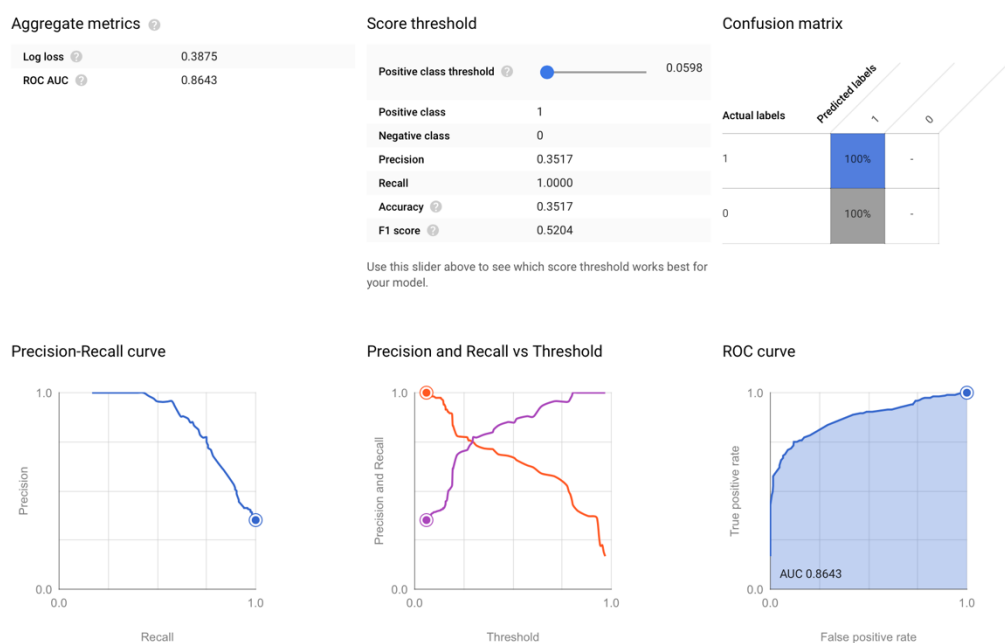 Aggregate metrics ?
Log loss ? 0.3875
ROC AUC ? 0.8643
Score threshold
Positive class threshold ? 0.0598
Positive class 1
Negative class 0
Precision 0.3517
Recall 1.0000
Accuracy ? 0.3517
F1 score ? 0.5204
Use this slider above to see which score threshold works best for
your model.
Confusion matrix
Actual labels Predicted labels 1 0
1 100% -
0 100% -
Precision-Recall curve
1.0
Precision
0.0
0.0 1.0
Recall
Precision and Recall vs Threshold
1.0
Precision and Recall
0.0
0.0 1.0
Threshold
ROC curve
1.0
True positive rate
AUC 0.8643
0.0
0.0 1.0
False positive rate